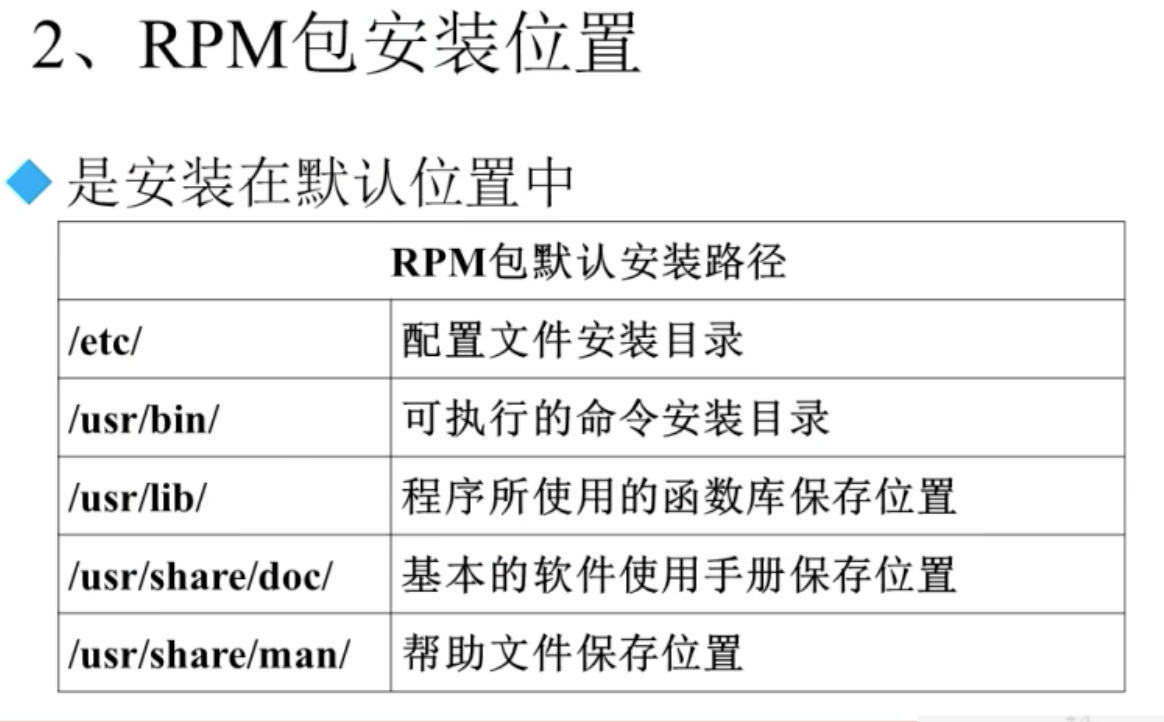 2、RPM包安装位置
是安装在默认位置中
RPM包默认安装路径
/etc/ 配置文件安装目录
/usr/bin/ 可执行的命令安装目录
/usr/lib/ 程序所使用的函数库保存位置
/usr/share/doc/ 基本的软件使用手册保存位置
/usr/share/man/ 帮助文件保存位置